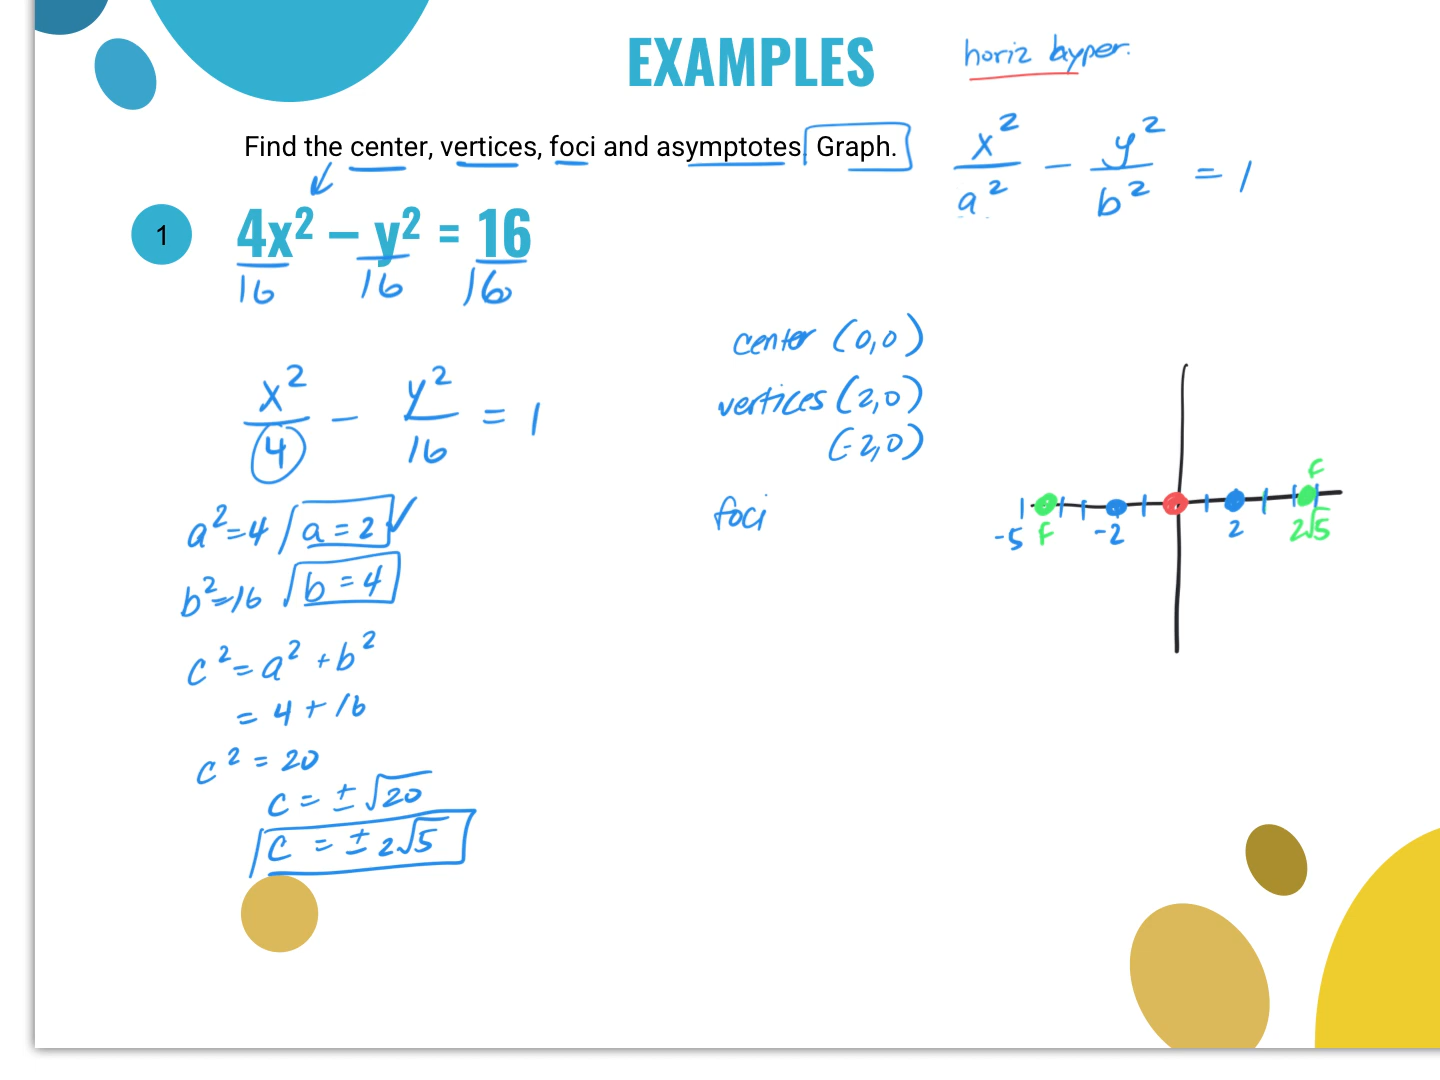 EXAMPLES
horiz hyper.
Find the center, vertices, foci and asymptotes. Graph.
x²/a² - y²/b² = 1
1
4x² – y² = 16
16 16 16
x²/4 - y²/16 = 1
center (0,0)
vertices (2,0)
(-2,0)
foci
a²=4 a=2 ✓
b²=16 b=4
c²=a²+b²
=4+16
c²=20
c=±√20
c=±2√5
F
-5 F -2 2 2√5